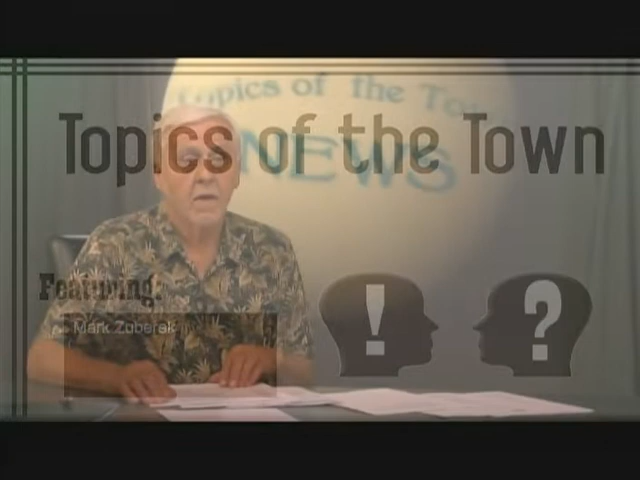 Topics of the Town
NEWS
Topics of the Town
Featuring:
Mark Zuberek
!
?